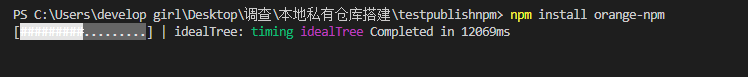 PS C:\Users\develop girl\Desktop\调查\本地私有仓库搭建\testpublishnpm> npm install orange-npm
[#########.........] | idealTree: timing idealTree Completed in 12069ms